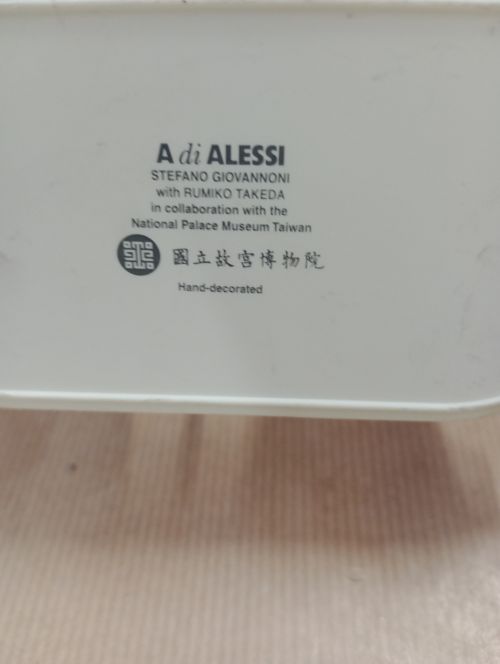 A di ALESSI
STEFANO GIOVANNONI
with RUMIKO TAKEDA
in collaboration with the
National Palace Museum Taiwan
國立故宮博物院
Hand-decorated